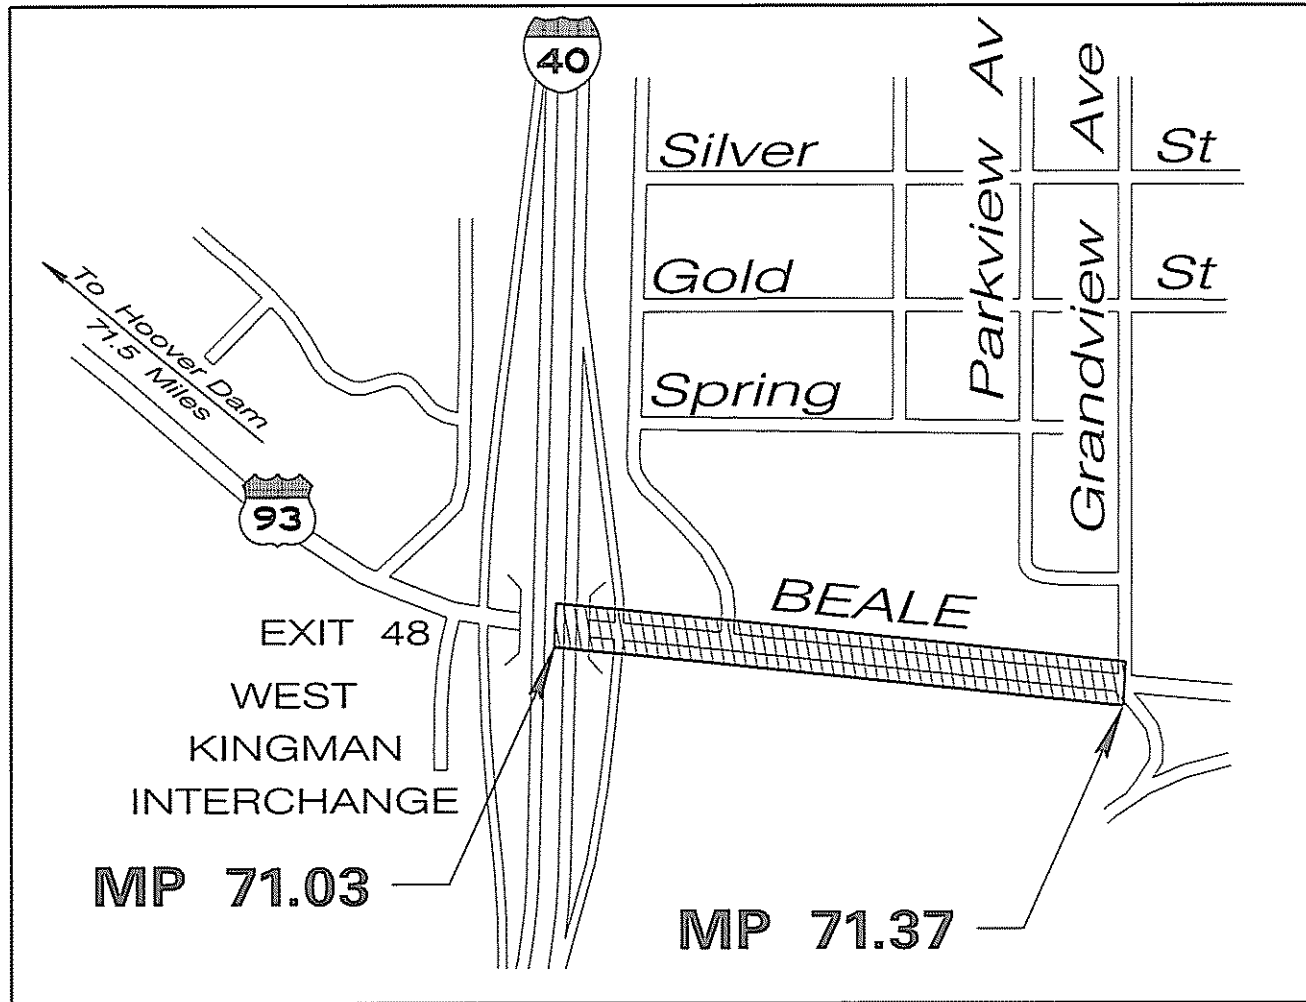 40
Parkview Av
Grandview Ave
Silver St
Gold St
Spring
To Hoover Dam
71.5 Miles
93
BEALE
EXIT 48
WEST
KINGMAN
INTERCHANGE
MP 71.03
MP 71.37